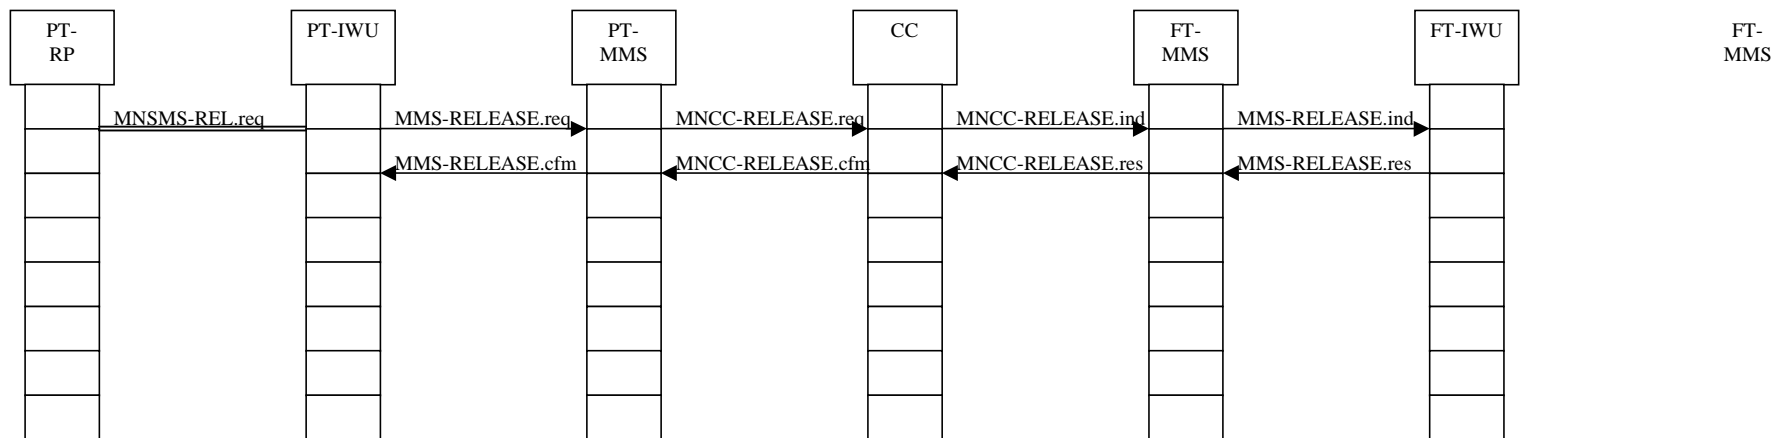 PT-
RP
PT-IWU
PT-
MMS
CC
FT-
MMS
FT-IWU
FT-
MMS
MNSMS-REL.req
MMS-RELEASE.req
MNCC-RELEASE.req
MNCC-RELEASE.ind
MMS-RELEASE.ind
MMS-RELEASE.cfm
MNCC-RELEASE.cfm
MNCC-RELEASE.res
MMS-RELEASE.res